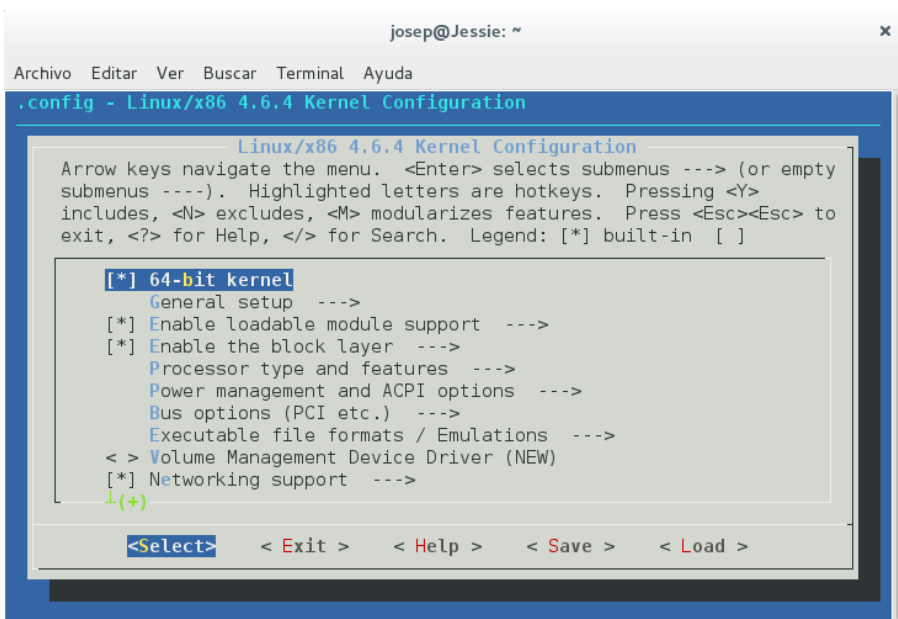 josep@Jessie: ~ ×
Archivo Editar Ver Buscar Terminal Ayuda
.config - Linux/x86 4.6.4 Kernel Configuration
Linux/x86 4.6.4 Kernel Configuration
Arrow keys navigate the menu. <Enter> selects submenus ---> (or empty
submenus ----). Highlighted letters are hotkeys. Pressing <Y>
includes, <N> excludes, <M> modularizes features. Press <Esc><Esc> to
exit, <?> for Help, </> for Search. Legend: [*] built-in [ ]
[*] 64-bit kernel
General setup --->
[*] Enable loadable module support --->
[*] Enable the block layer --->
Processor type and features --->
Power management and ACPI options --->
Bus options (PCI etc.) --->
Executable file formats / Emulations --->
< > Volume Management Device Driver (NEW)
[*] Networking support --->
┴(+)
<Select> < Exit > < Help > < Save > < Load >